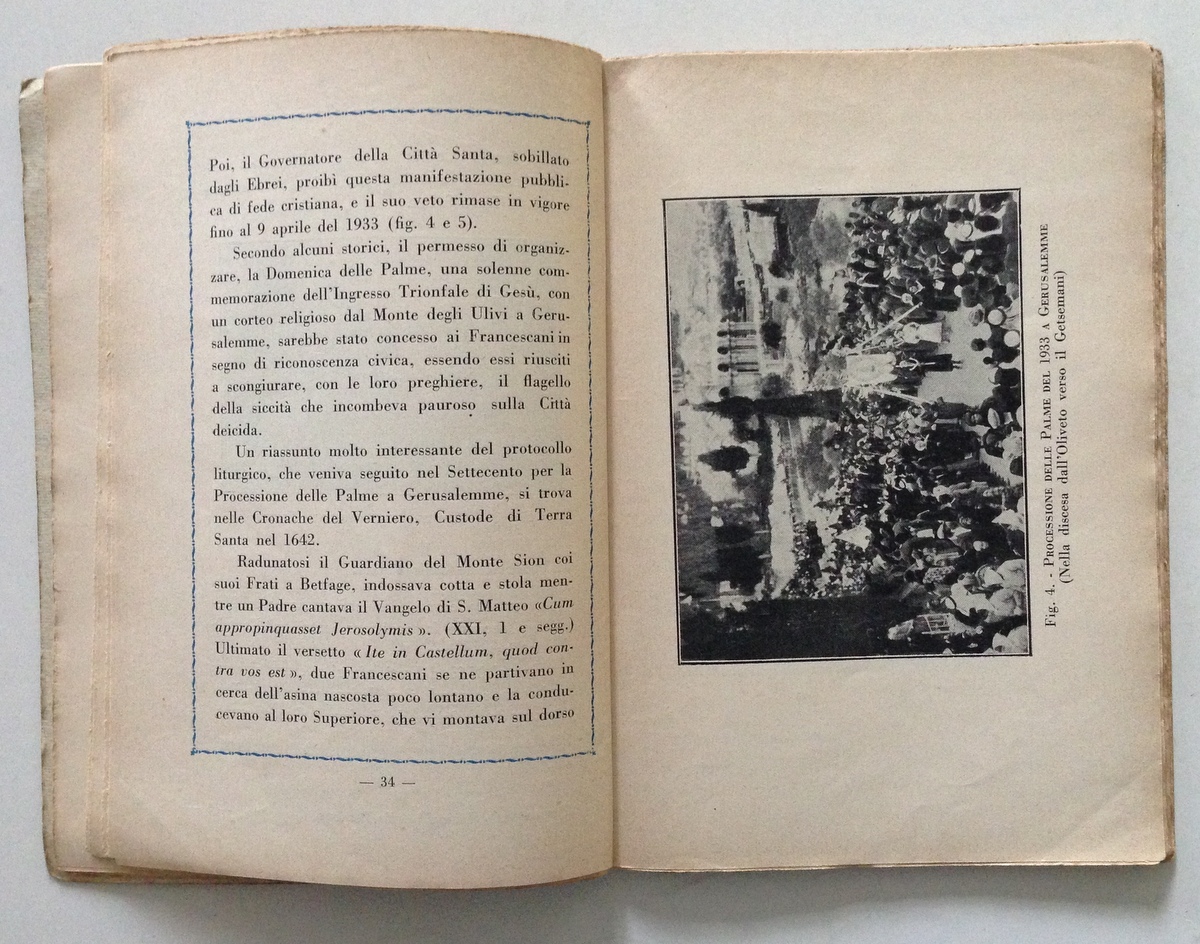 Poi, il Governatore della Città Santa, sobillato
dagli Ebrei, proibì questa manifestazione pubbli-
ca di fede cristiana, e il suo veto rimase in vigore
fino al 9 aprile del 1933 (fig. 4 e 5).
Secondo alcuni storici, il permesso di organiz-
zare, la Domenica delle Palme, una solenne com-
memorazione dell'Ingresso Trionfale di Gesù, con
un corteo religioso dal Monte degli Ulivi a Geru-
salemme, sarebbe stato concesso ai Francescani in
segno di riconoscenza civica, essendo essi riusciti
a scongiurare, con le loro preghiere, il flagello
della siccità che incombeva pauroso sulla Città
deicida.
Un riassunto molto interessante del protocollo
liturgico, che veniva seguito nel Settecento per la
Processione delle Palme a Gerusalemme, si trova
nelle Cronache del Verniero, Custode di Terra
Santa nel 1642.
Radunatosi il Guardiano del Monte Sion coi
suoi Frati a Betfage, indossava cotta e stola men-
tre un Padre cantava il Vangelo di S. Matteo «Cum
appropinquasset Jerosolymis». (XXI, 1 e segg.)
Ultimato il versetto «Ite in Castellum, quod con-
tra vos est», due Francescani se ne partivano in
cerca dell'asina nascosta poco lontano e la condu-
cevano al loro Superiore, che vi montava sul dorso
— 34 —
Fig. 4. - Processione delle Palme del 1933 a Gerusalemme
(Nella discesa dall'Oliveto verso il Getsemani)